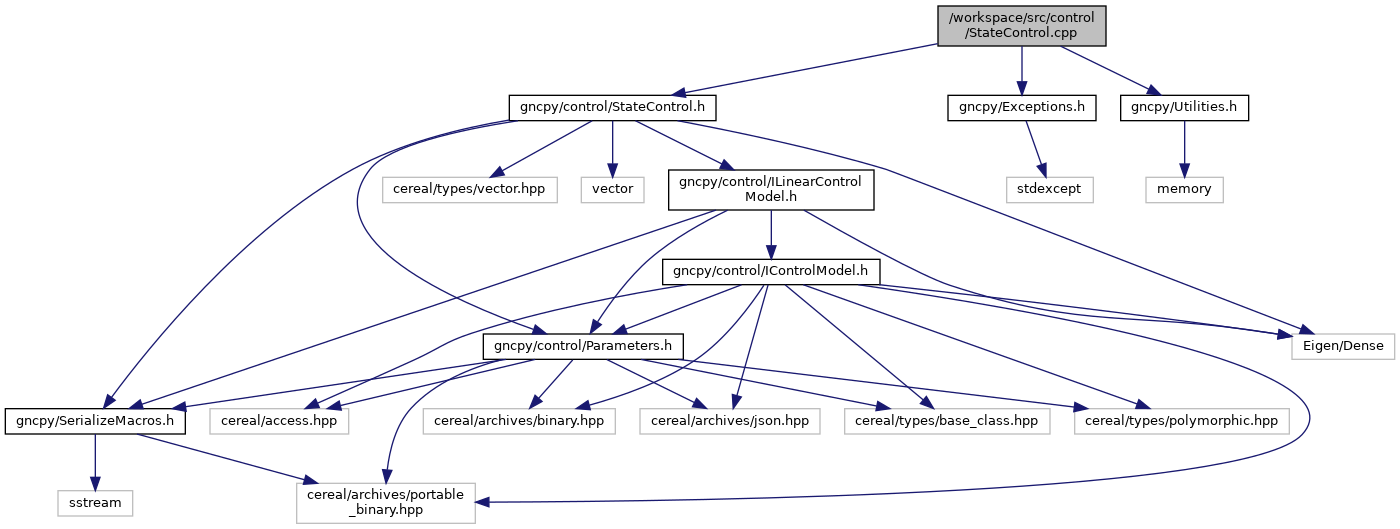 /workspace/src/control
/StateControl.cpp
gncpy/control/StateControl.h
gncpy/Exceptions.h
gncpy/Utilities.h
cereal/types/vector.hpp
vector
gncpy/control/ILinearControl
Model.h
stdexcept
memory
gncpy/control/IControlModel.h
gncpy/control/Parameters.h
Eigen/Dense
gncpy/SerializeMacros.h
cereal/access.hpp
cereal/archives/binary.hpp
cereal/archives/json.hpp
cereal/types/base_class.hpp
cereal/types/polymorphic.hpp
sstream
cereal/archives/portable
_binary.hpp